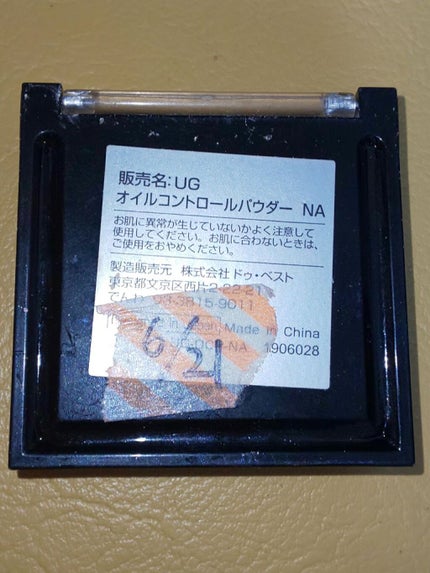 販売名:UG
オイルコントロールパウダー NA
お肌に異常が生じていないかよく注意して
使用してください。お肌に合わないときは、
ご使用をおやめください。
製造販売元 株式会社 ドゥ・ベスト
東京都文京区西片2-22-21
3815-9011
in Japan Made in China
NA 1906028
6/21